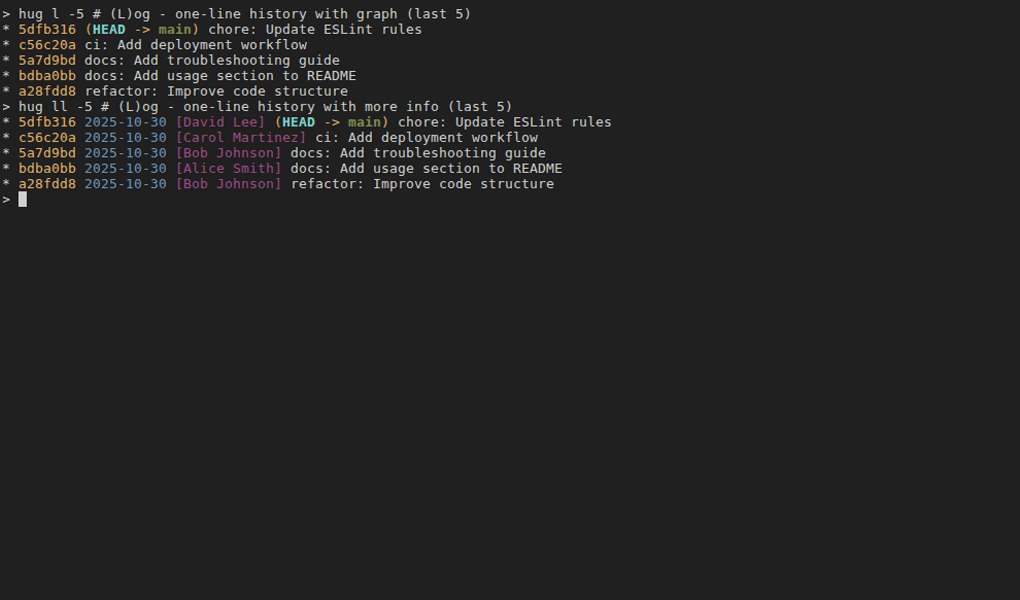 > hug l -5 # (L)og - one-line history with graph (last 5)
* 5dfb316 (HEAD -> main) chore: Update ESLint rules
* c56c20a ci: Add deployment workflow
* 5a7d9bd docs: Add troubleshooting guide
* bdba0bb docs: Add usage section to README
* a28fdd8 refactor: Improve code structure
> hug ll -5 # (L)og - one-line history with more info (last 5)
* 5dfb316 2025-10-30 [David Lee] (HEAD -> main) chore: Update ESLint rules
* c56c20a 2025-10-30 [Carol Martinez] ci: Add deployment workflow
* 5a7d9bd 2025-10-30 [Bob Johnson] docs: Add troubleshooting guide
* bdba0bb 2025-10-30 [Alice Smith] docs: Add usage section to README
* a28fdd8 2025-10-30 [Bob Johnson] refactor: Improve code structure
>